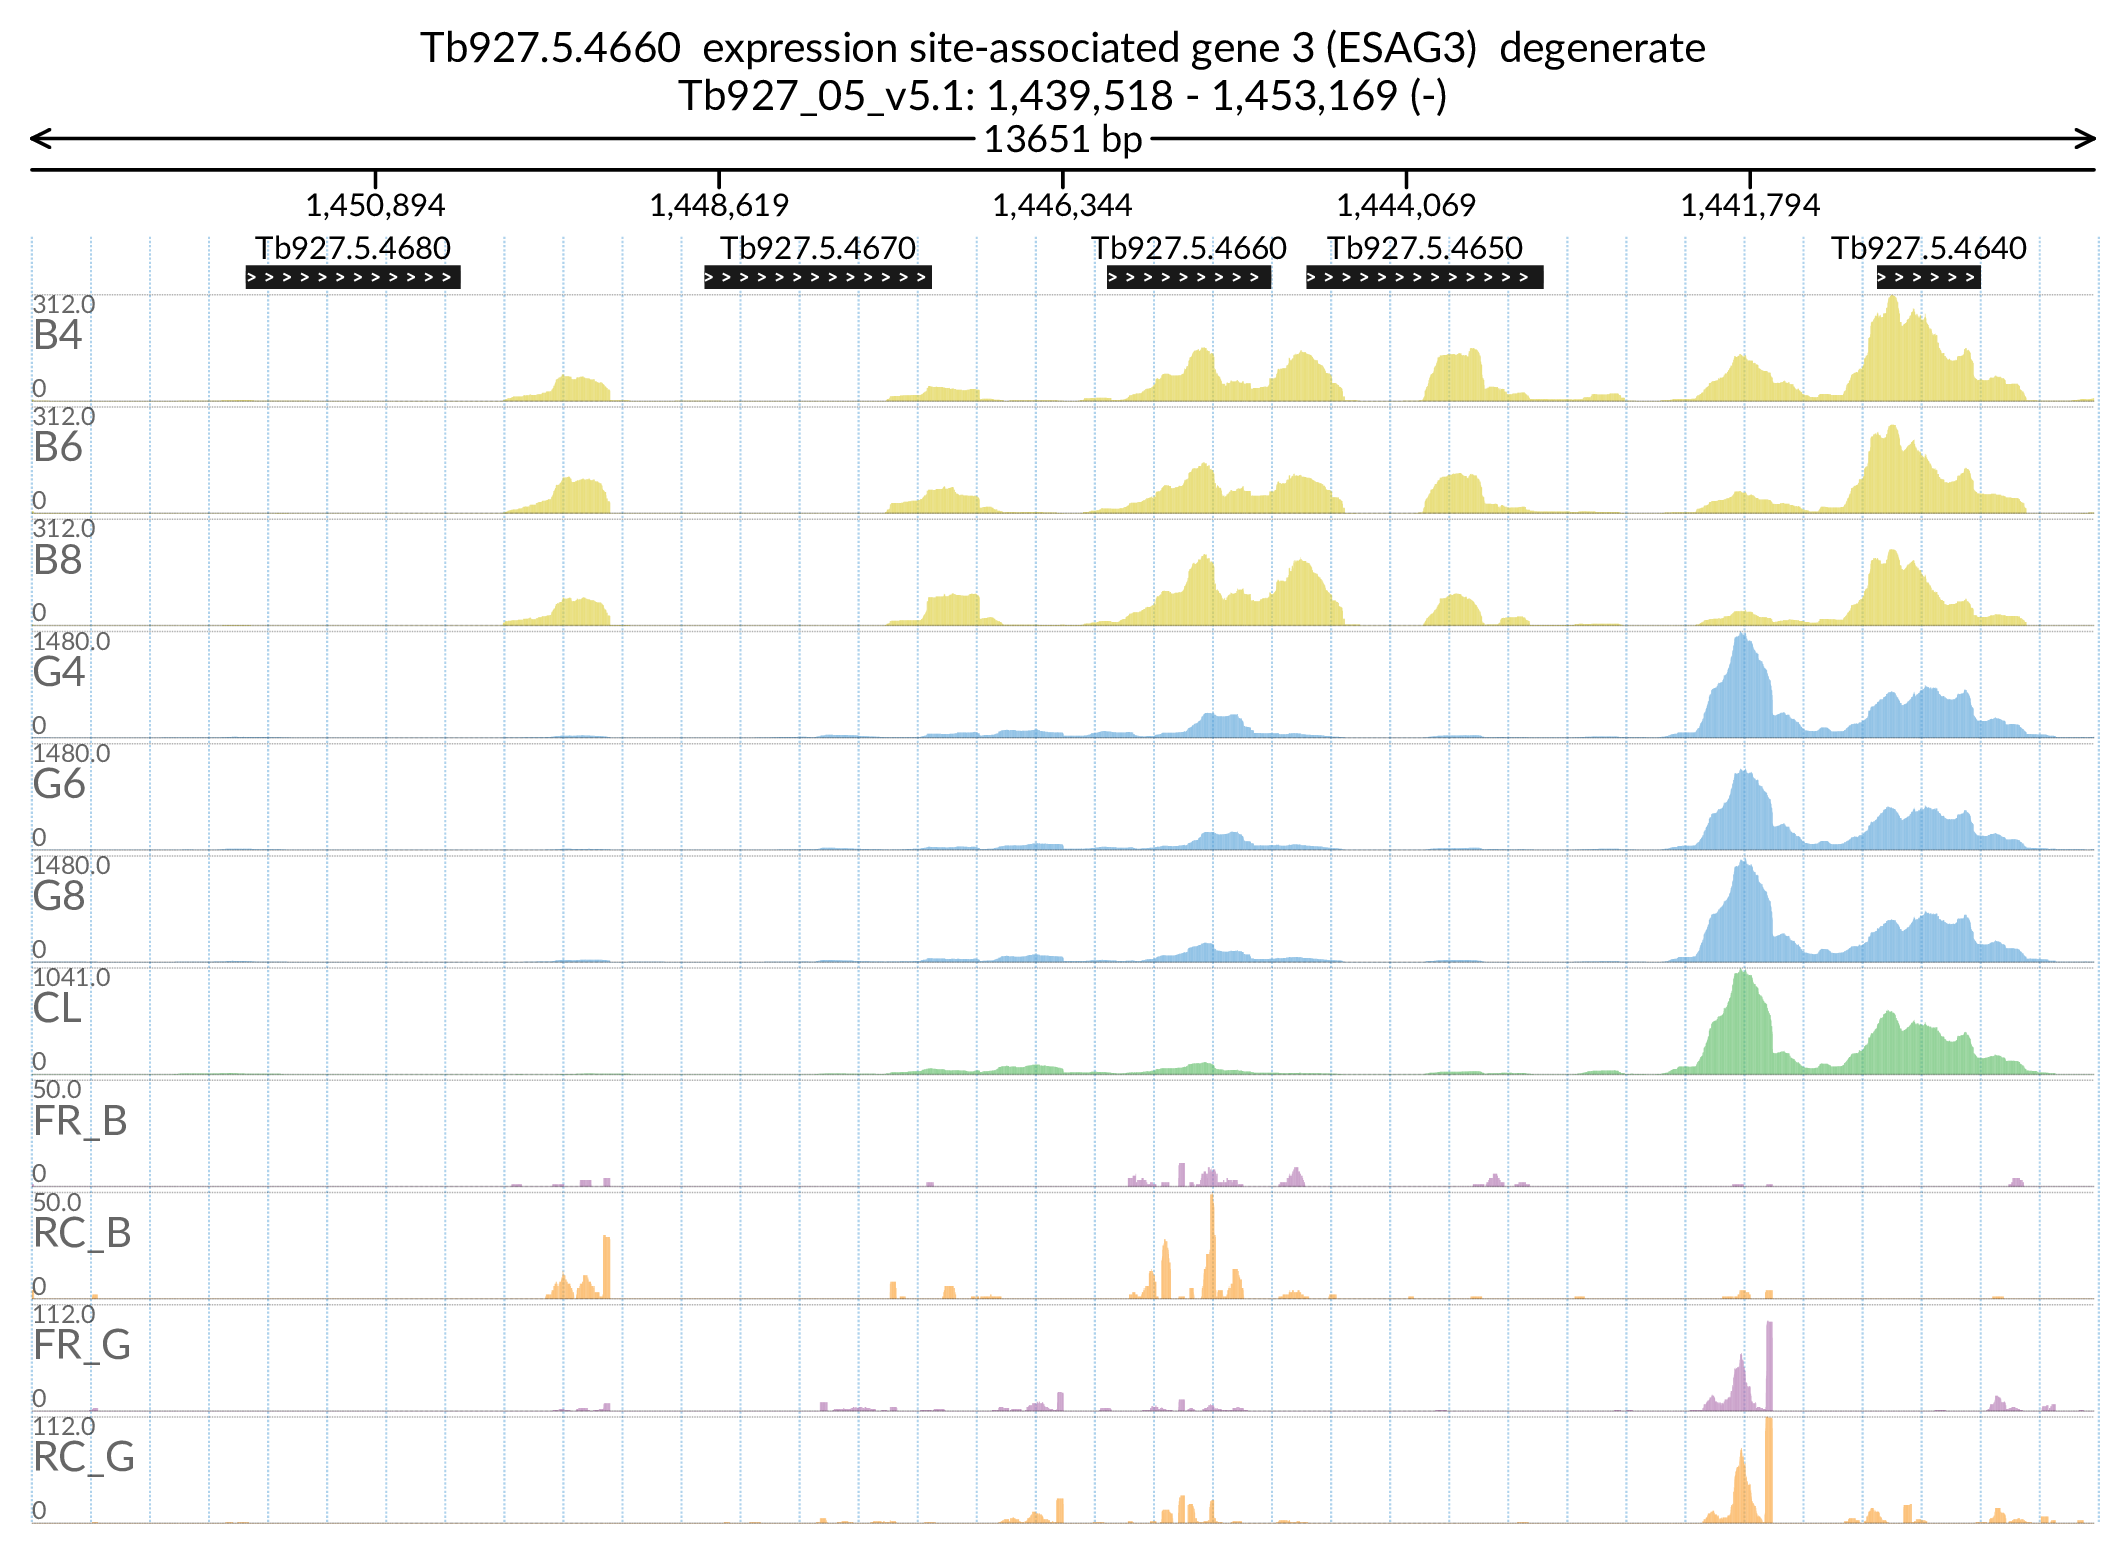 Tb927.5.4660 expression site-associated gene 3 (ESAG3) degenerate
Tb927_05_v5.1: 1,439,518 - 1,453,169 (-)
13651 bp
1,450,894 1,448,619 1,446,344 1,444,069 1,441,794
Tb927.5.4680 Tb927.5.4670 Tb927.5.4660 Tb927.5.4650 Tb927.5.4640
312.0
B4
0
312.0
B6
0
312.0
B8
0
1480.0
G4
0
1480.0
G6
0
1480.0
G8
0
1041.0
CL
0
50.0
FR_B
0
50.0
RC_B
0
112.0
FR_G
0
112.0
RC_G
0